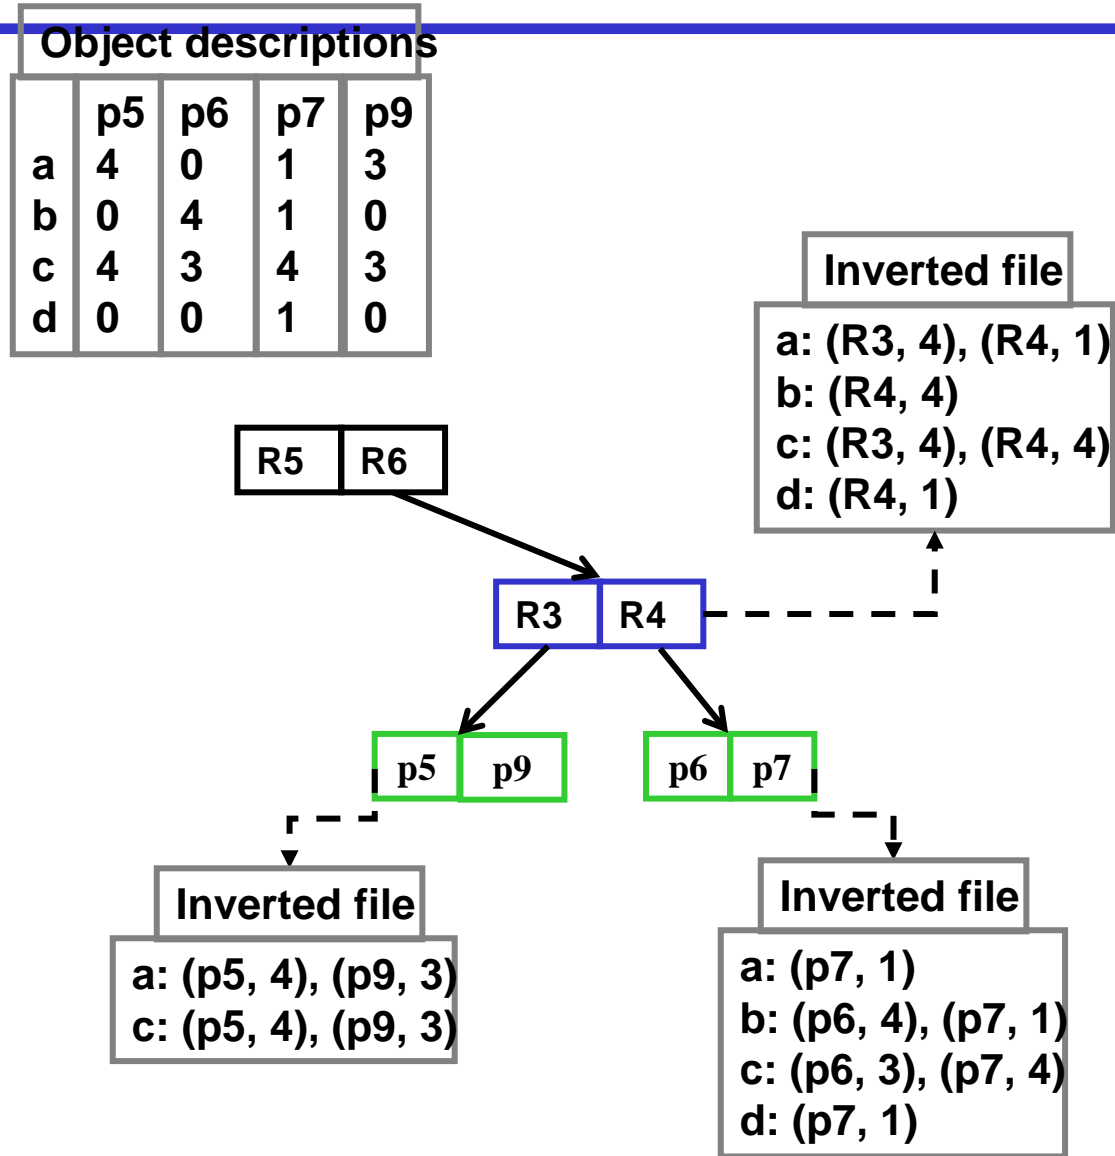 Object descriptions
p5 p6 p7 p9
a 4 0 1 3
b 0 4 1 0
c 4 3 4 3
d 0 0 1 0
Inverted file
a: (R3, 4), (R4, 1)
b: (R4, 4)
c: (R3, 4), (R4, 4)
d: (R4, 1)
R5 R6
R3 R4
p5 p9
p6 p7
Inverted file
a: (p5, 4), (p9, 3)
c: (p5, 4), (p9, 3)
Inverted file
a: (p7, 1)
b: (p6, 4), (p7, 1)
c: (p6, 3), (p7, 4)
d: (p7, 1)